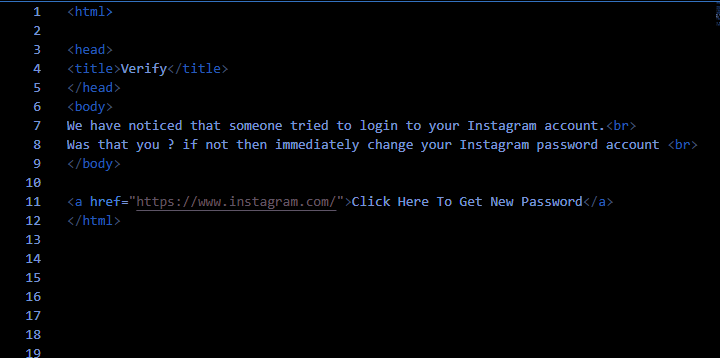 1 <html>
2
3 <head>
4 <title>Verify</title>
5 </head>
6 <body>
7 We have noticed that someone tried to login to your Instagram account.<br>
8 Was that you ? if not then immediately change your Instagram password account <br>
9 </body>
10
11 <a href="https://www.instagram.com/">Click Here To Get New Password</a>
12 </html>
13
14
15
16
17
18
19